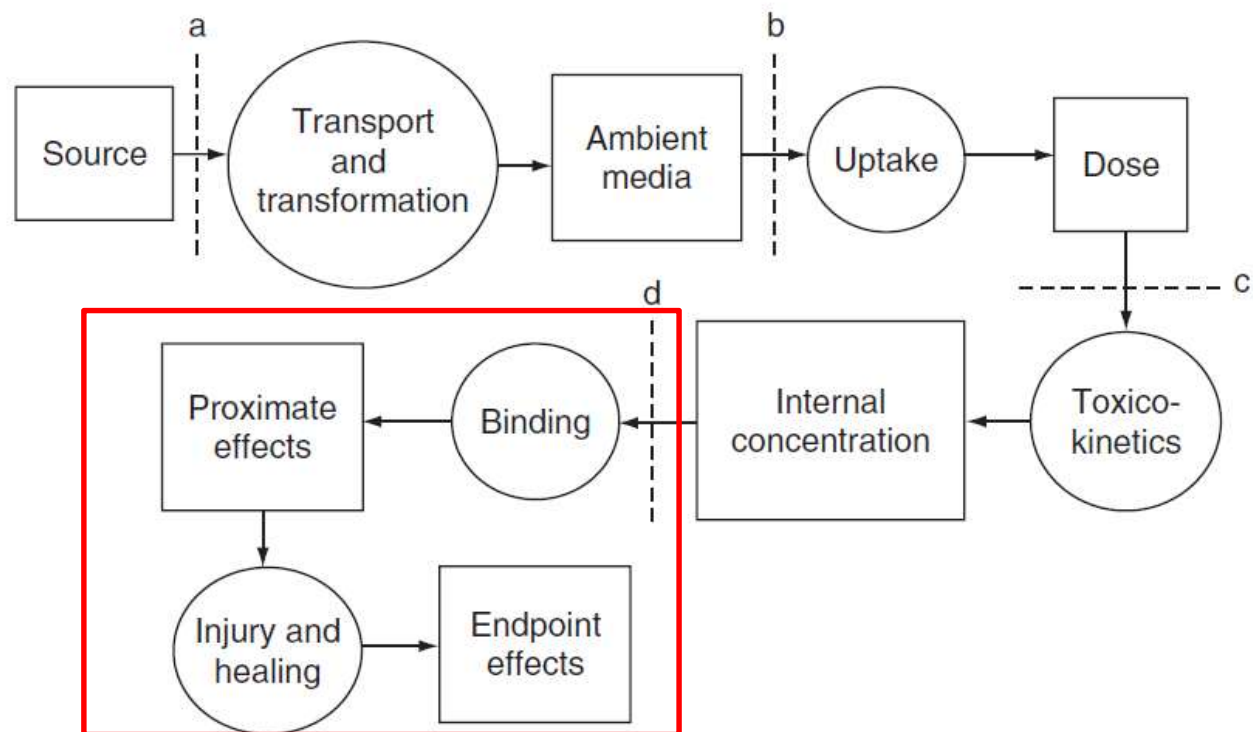 a
b
Source
Transport
and
transformation
Ambient
media
Uptake
Dose
c
d
Proximate
effects
Binding
Internal
concentration
Toxico-
kinetics
Injury and
healing
Endpoint
effects